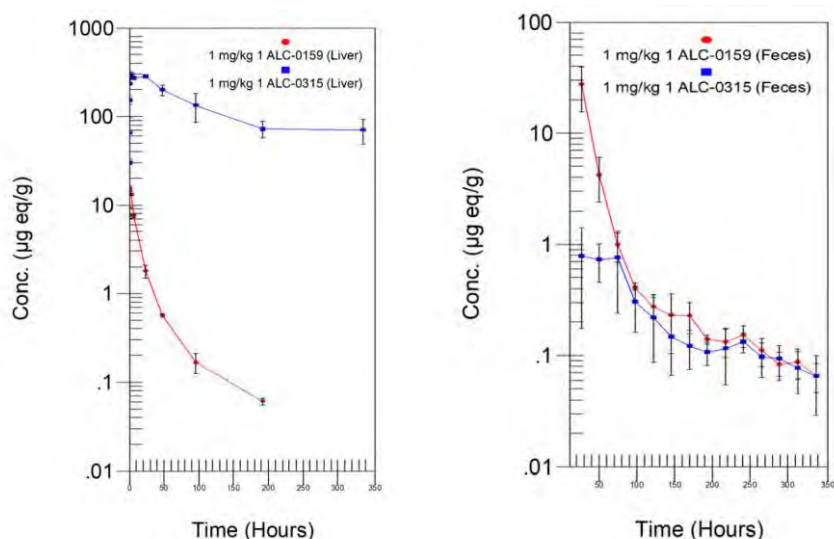 1000
100
10
1
.1
.01
Conc. (µg eq/g)
1 mg/kg 1 ALC-0159 (Liver)
1 mg/kg 1 ALC-0315 (Liver)
0 50 100 150 200 250 300 350
Time (Hours)
100
10
1
0.1
.01
Conc. (µg eq/g)
1 mg/kg 1 ALC-0159 (Feces)
1 mg/kg 1 ALC-0315 (Feces)
50 100 150 200 250 300 350
Time (Hours)